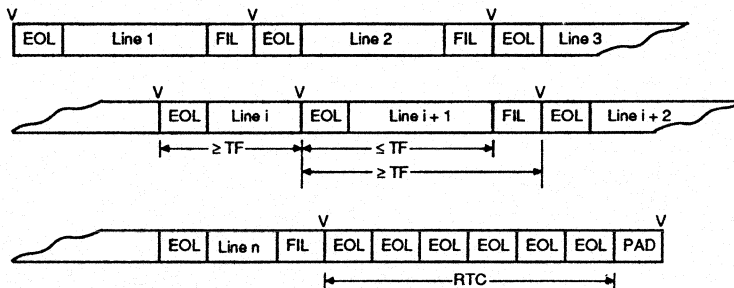 V V V
EOL Line 1 FIL EOL Line 2 FIL EOL Line 3
V V V
EOL Line i EOL Line i + 1 FIL EOL Line i + 2
≥ TF ≤ TF
≥ TF
V V
EOL Line n FIL EOL EOL EOL EOL EOL EOL PAD
RTC